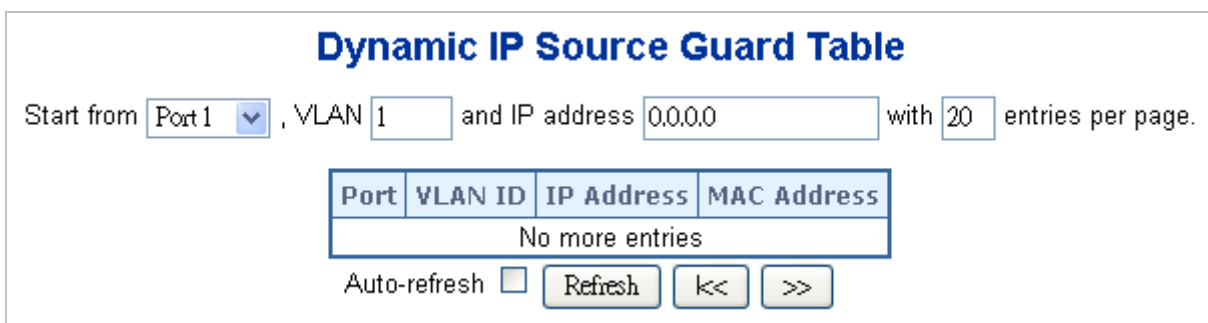 Dynamic IP Source Guard Table
Start from Port 1 , VLAN 1 and IP address 0.0.0.0 with 20 entries per page.
Port VLAN ID IP Address MAC Address
No more entries
Auto-refresh Refresh |<< >>